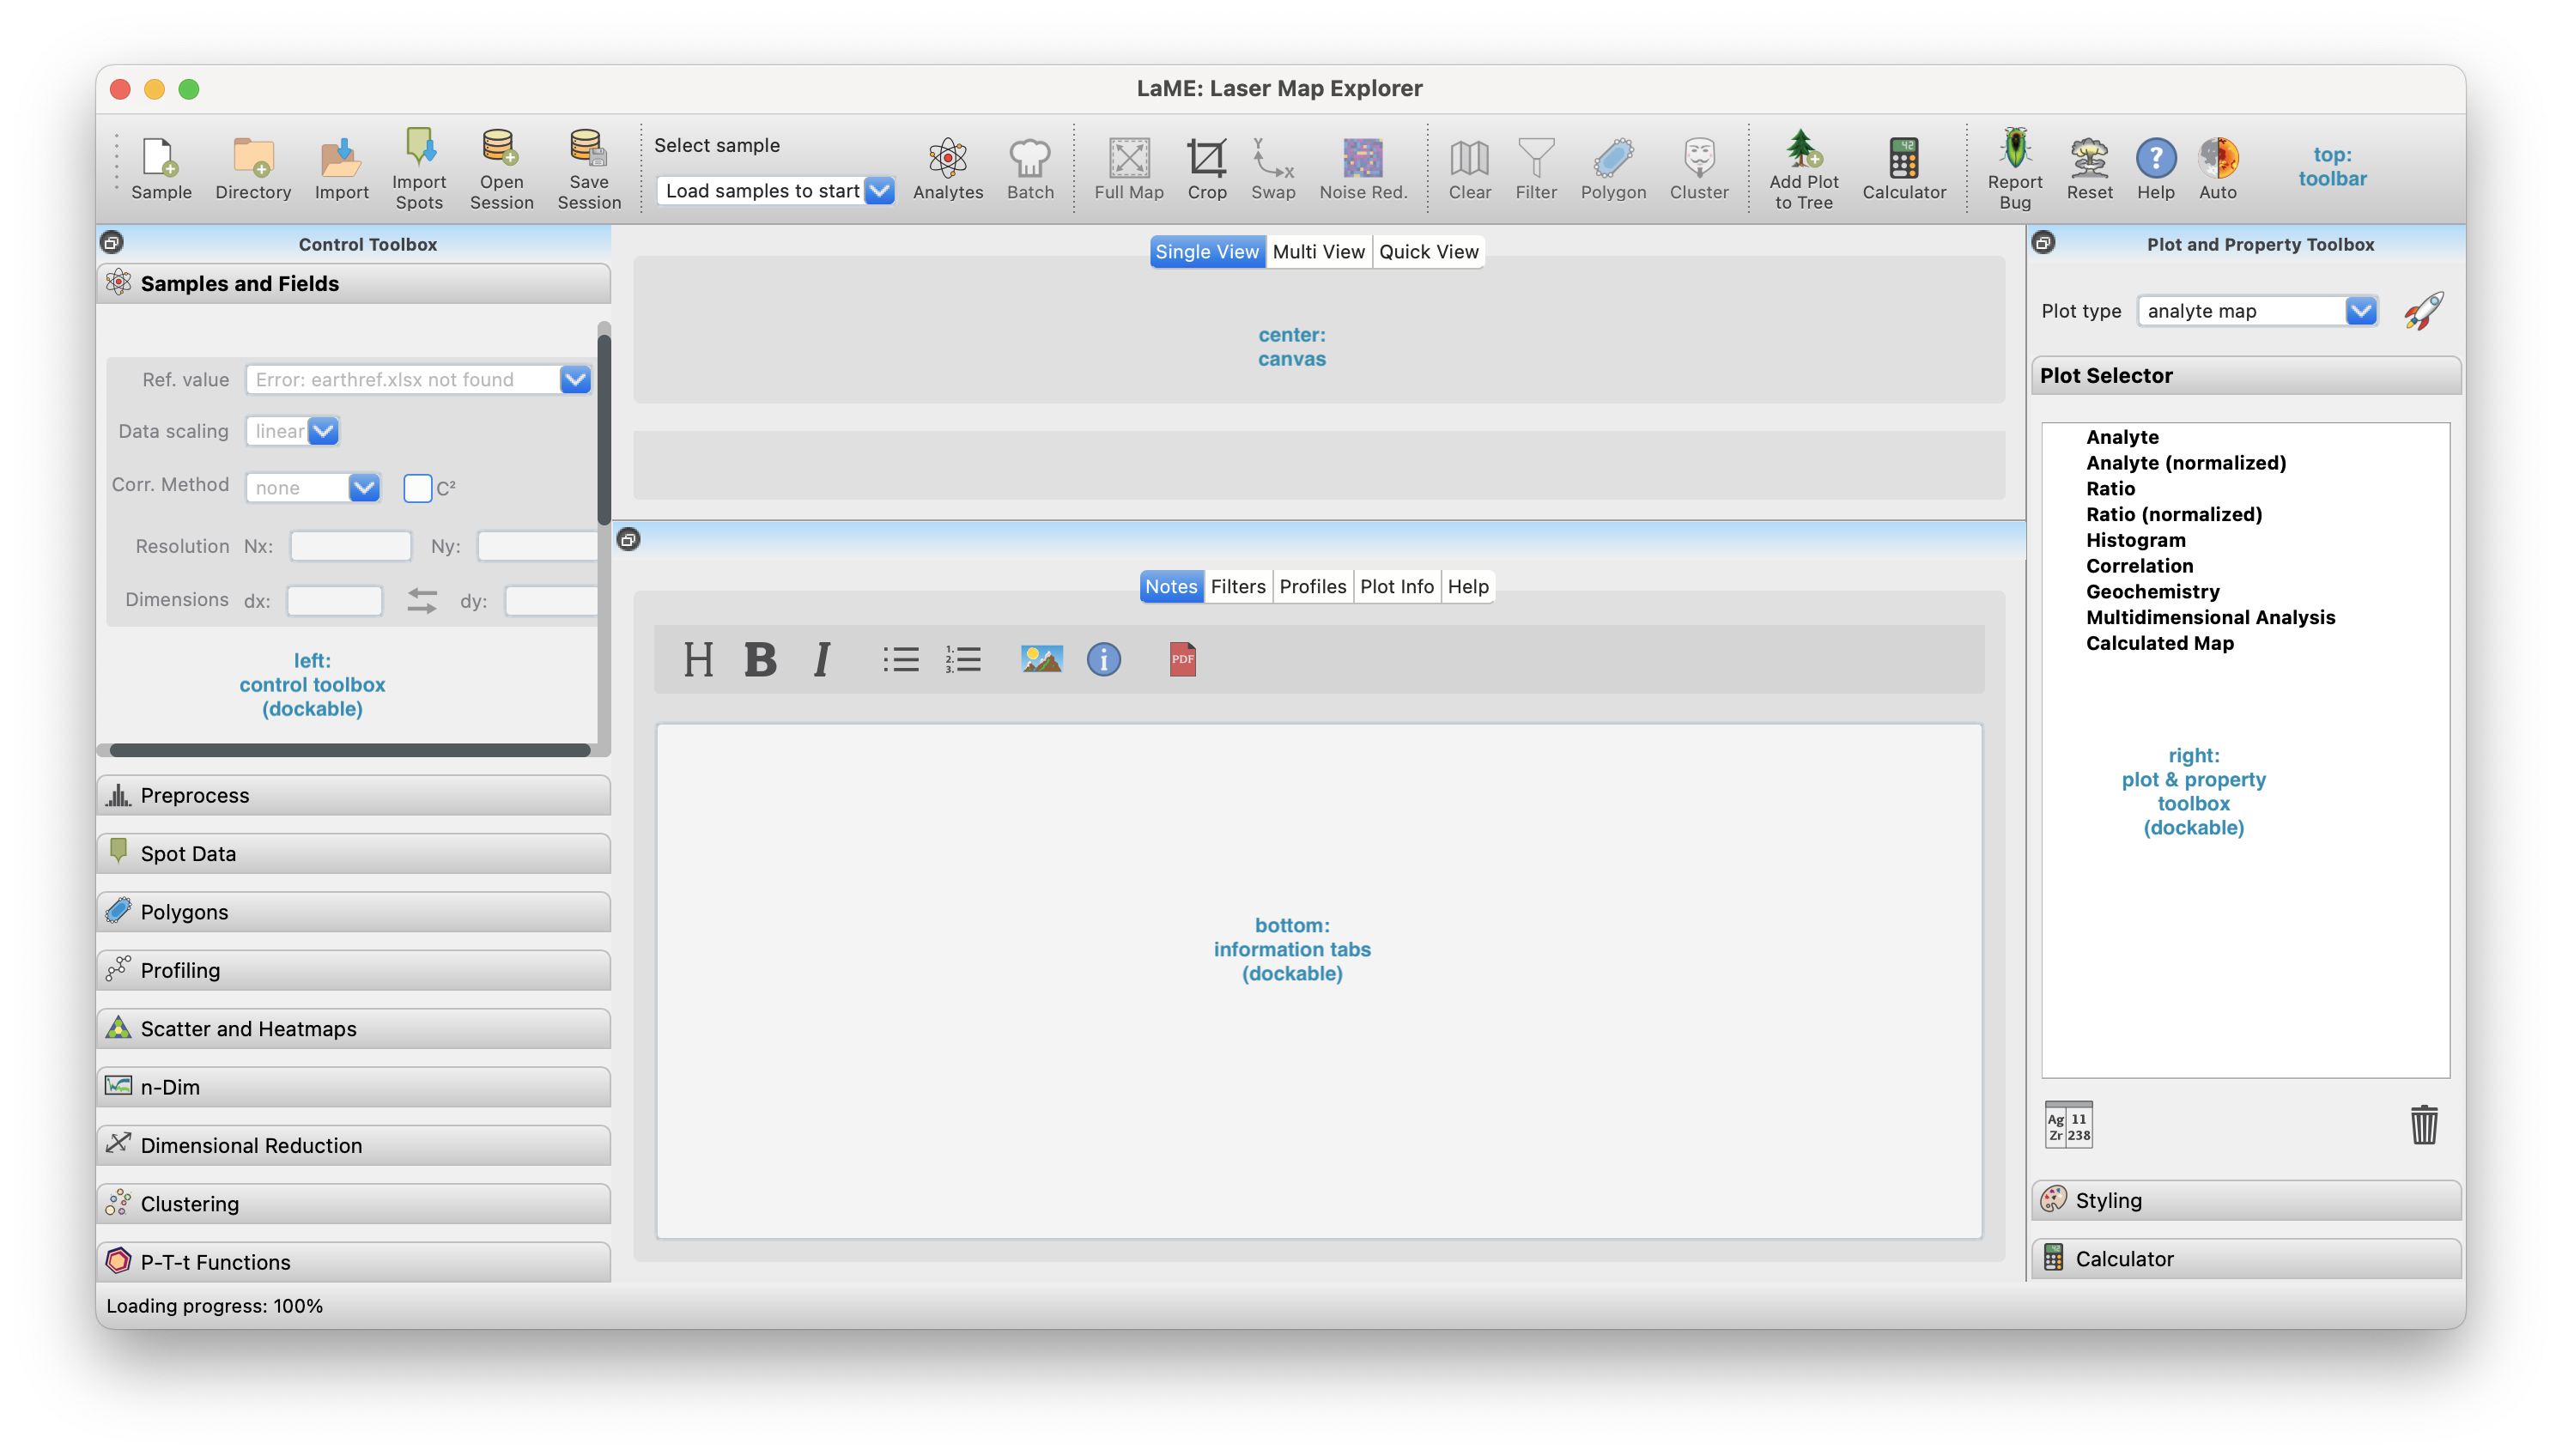 LaME: Laser Map Explorer
Sample
Directory
Import
Import
Spots
Open
Session
Save
Session
Select sample
Load samples to start
Analytes
Batch
Full Map
Crop
Y
X
Swap
Noise Red.
Clear
Filter
Polygon
Cluster
Add Plot
to Tree
42
Calculator
Report
Bug
Reset
?
Help
Auto
top:
toolbar
Control Toolbox
Samples and Fields
Ref. value
Error: earthref.xlsx not found
Data scaling
linear
Corr. Method
none
C²
Resolution Nx: Ny:
Dimensions dx: dy:
left:
control toolbox
(dockable)
Preprocess
Spot Data
Polygons
Profiling
Scatter and Heatmaps
n-Dim
Dimensional Reduction
Clustering
P-T-t Functions
Loading progress: 100%
Single View Multi View Quick View
center:
canvas
Notes Filters Profiles Plot Info Help
H B I
1.
2.
3.
i
PDF
bottom:
information tabs
(dockable)
Plot and Property Toolbox
Plot type analyte map
Plot Selector
Analyte
Analyte (normalized)
Ratio
Ratio (normalized)
Histogram
Correlation
Geochemistry
Multidimensional Analysis
Calculated Map
right:
plot & property
toolbox
(dockable)
Ag 11
Zr 238
Styling
42
Calculator